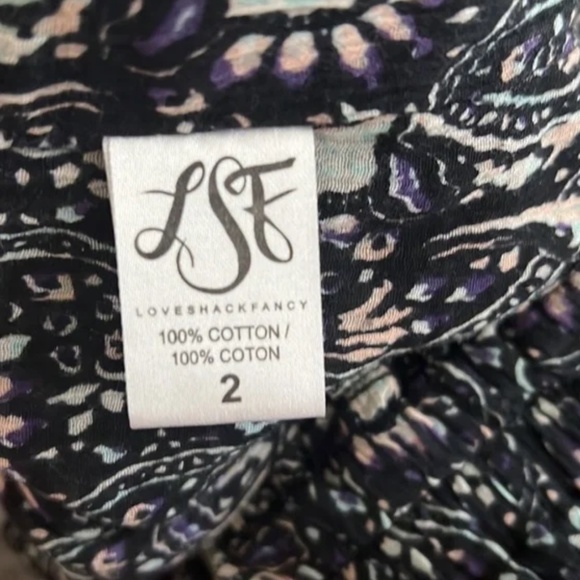 LSF
LOVESHACKFANCY
100% COTTON /
100% COTON
2